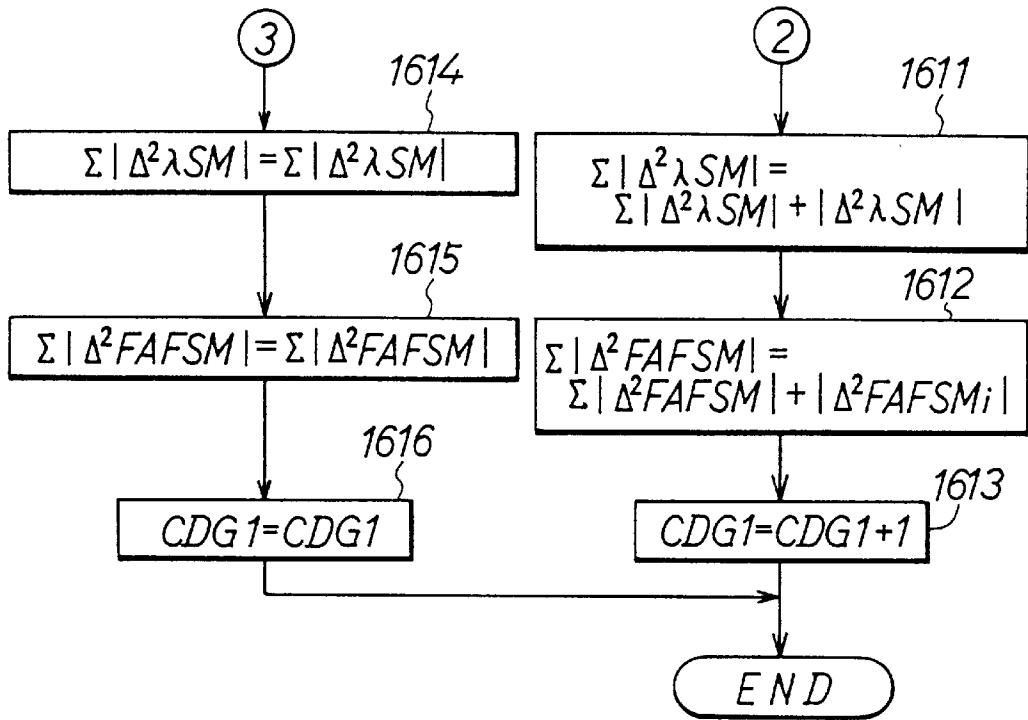 3
1614
Σ|Δ²λSM|=Σ|Δ²λSM|
1615
Σ|Δ²FAFSM|=Σ|Δ²FAFSM|
1616
CDG1=CDG1
2
1611
Σ|Δ²λSM|=
Σ|Δ²λSM|+|Δ²λSM|
1612
Σ|Δ²FAFSM|=
Σ|Δ²FAFSM|+|Δ²FAFSMi|
1613
CDG1=CDG1+1
END